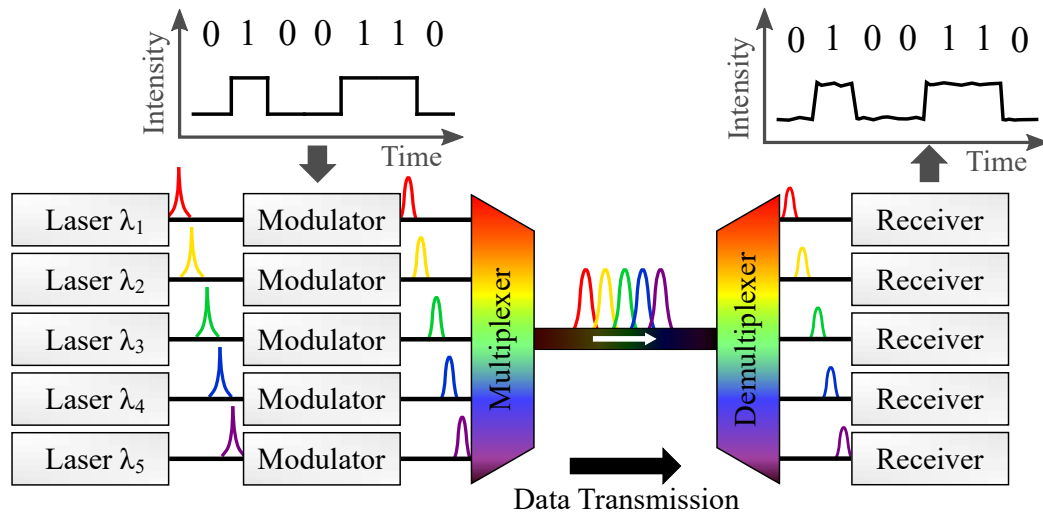 0 1 0 0 1 1 0
Intensity
Time
0 1 0 0 1 1 0
Intensity
Time
Laser λ1
Modulator
Receiver
Laser λ2
Modulator
Receiver
Laser λ3
Modulator
Receiver
Laser λ4
Modulator
Receiver
Laser λ5
Modulator
Receiver
Multiplexer
Demultiplexer
Data Transmission